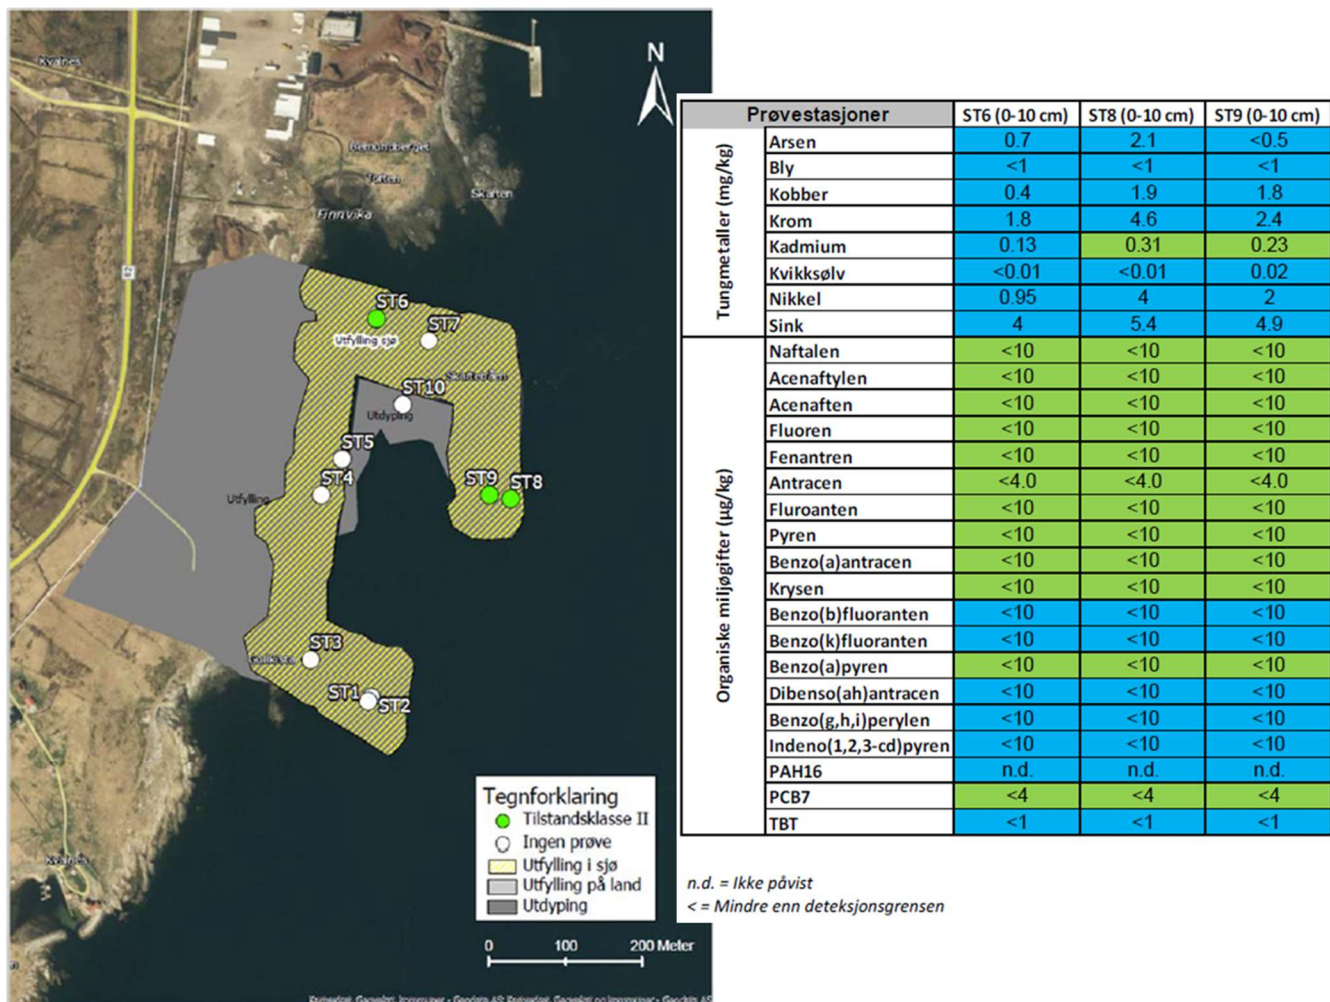 Kvalnes
N
Finnvika
Skarten
82
ST6
ST7
Utfylling sjø
ST10
Utdyping
ST5
ST4
ST9
ST8
Utfylling
ST3
ST1
ST2
Kvalnes
Tegnforklaring
Tilstandsklasse II
Ingen prøve
Utfylling i sjø
Utfylling på land
Utdyping
0 100 200 Meter
Prøvestasjoner ST6 (0-10 cm) ST8 (0-10 cm) ST9 (0-10 cm)
Tungmetaller (mg/kg)
Arsen 0.7 2.1 <0.5
Bly <1 <1 <1
Kobber 0.4 1.9 1.8
Krom 1.8 4.6 2.4
Kadmium 0.13 0.31 0.23
Kvikksølv <0.01 <0.01 0.02
Nikkel 0.95 4 2
Sink 4 5.4 4.9
Organiske miljøgifter (µg/kg)
Naftalen <10 <10 <10
Acenaftylen <10 <10 <10
Acenaften <10 <10 <10
Fluoren <10 <10 <10
Fenantren <10 <10 <10
Antracen <4.0 <4.0 <4.0
Fluroanten <10 <10 <10
Pyren <10 <10 <10
Benzo(a)antracen <10 <10 <10
Krysen <10 <10 <10
Benzo(b)fluoranten <10 <10 <10
Benzo(k)fluoranten <10 <10 <10
Benzo(a)pyren <10 <10 <10
Dibenso(ah)antracen <10 <10 <10
Benzo(g,h,i)perylen <10 <10 <10
Indeno(1,2,3-cd)pyren <10 <10 <10
PAH16 n.d. n.d. n.d.
PCB7 <4 <4 <4
TBT <1 <1 <1
n.d. = Ikke påvist
< = Mindre enn deteksjonsgrensen